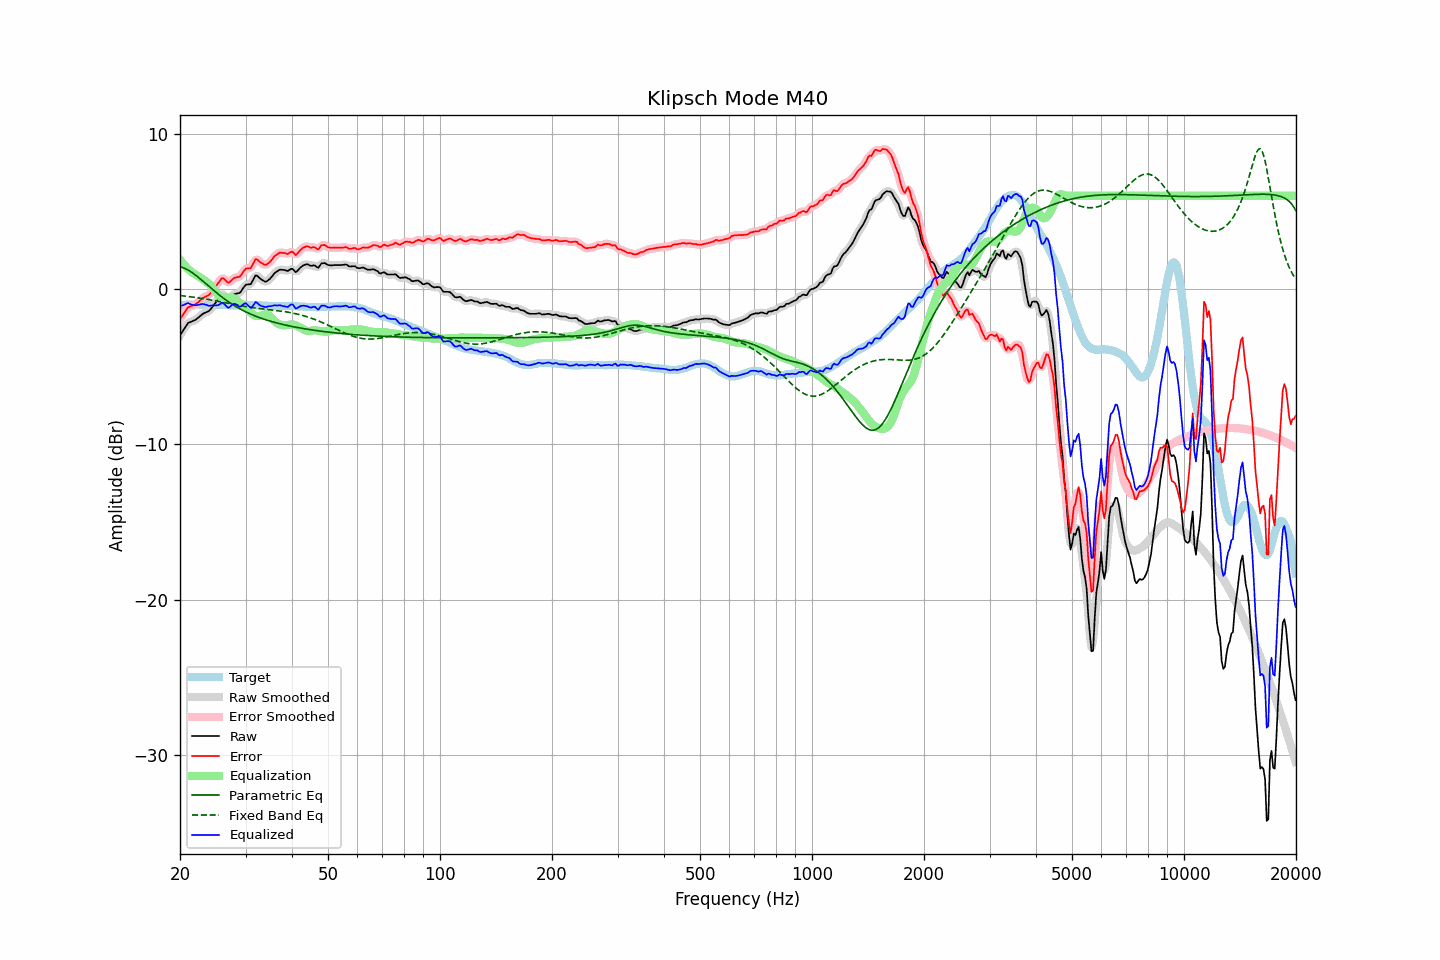 Klipsch Mode M40
Amplitude (dBr)
10
0
−10
−20
−30
Target
Raw Smoothed
Error Smoothed
Raw
Error
Equalization
Parametric Eq
Fixed Band Eq
Equalized
20 50 100 200 500 1000 2000 5000 10000 20000
Frequency (Hz)